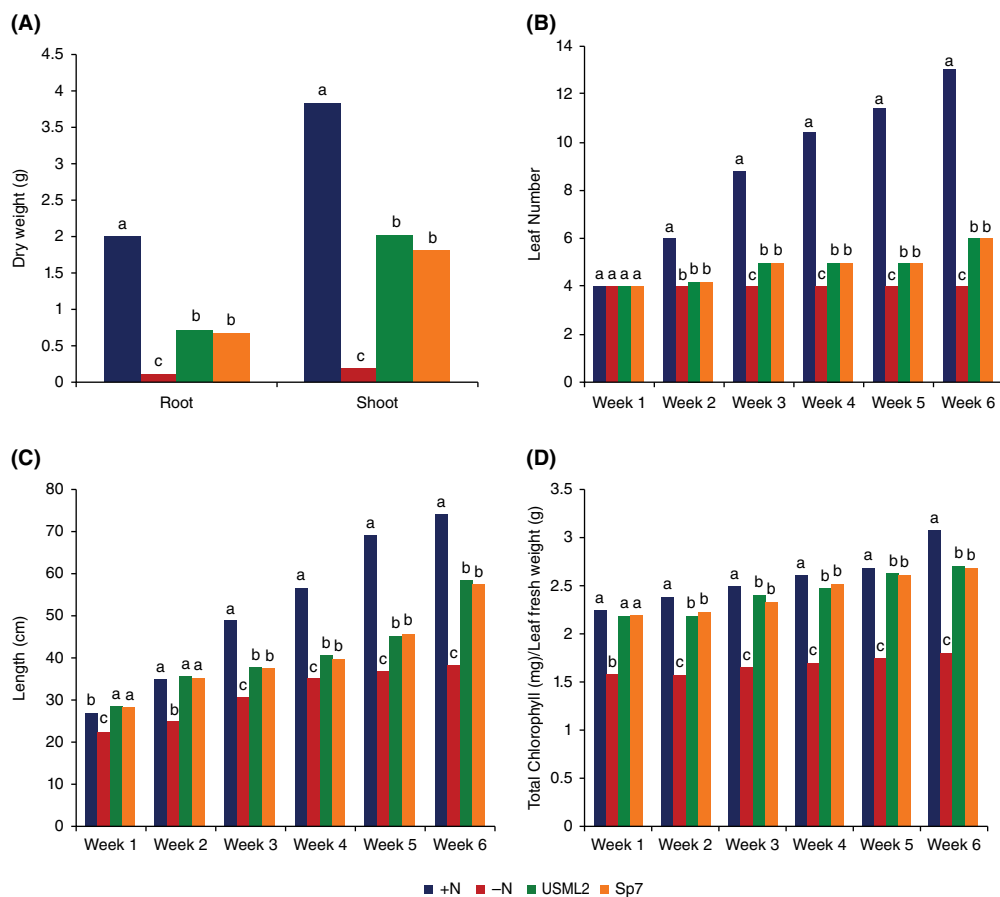 (A)
4.5
4
3.5
3
2.5
2
1.5
1
0.5
0
Dry weight (g)
a
c
b
b
a
c
b
b
Root
Shoot
(B)
14
12
10
8
6
4
2
0
Leaf Number
a a a a
a
b b b
a
c
b b
a
c
b b
a
c
b b
a
c
b b
Week 1 Week 2 Week 3 Week 4 Week 5 Week 6
(C)
80
70
60
50
40
30
20
10
0
Length (cm)
b
c
a a
a
b
a a
a
c
b b
a
c
b b
a
c
b b
a
c
b b
Week 1 Week 2 Week 3 Week 4 Week 5 Week 6
(D)
3.5
3
2.5
2
1.5
1
0.5
0
Total Chlorophyll (mg)/Leaf fresh weight (g)
a
b
a a
a
c
b b
a
c
b b
a
c
b b
a
c
b b
a
c
b b
Week 1 Week 2 Week 3 Week 4 Week 5 Week 6
+N –N USML2 Sp7